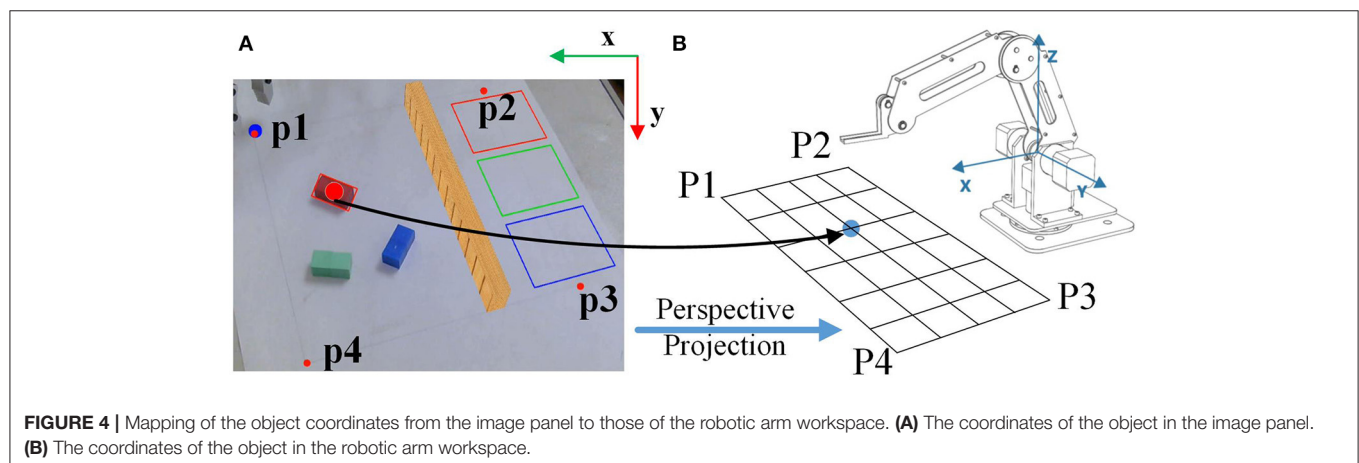 A
x
B
y
p1
p2
p3
p4
P1
P2
P3
P4
Z
X
Y
Perspective
Projection
FIGURE 4 | Mapping of the object coordinates from the image panel to those of the robotic arm workspace. (A) The coordinates of the object in the image panel.
(B) The coordinates of the object in the robotic arm workspace.